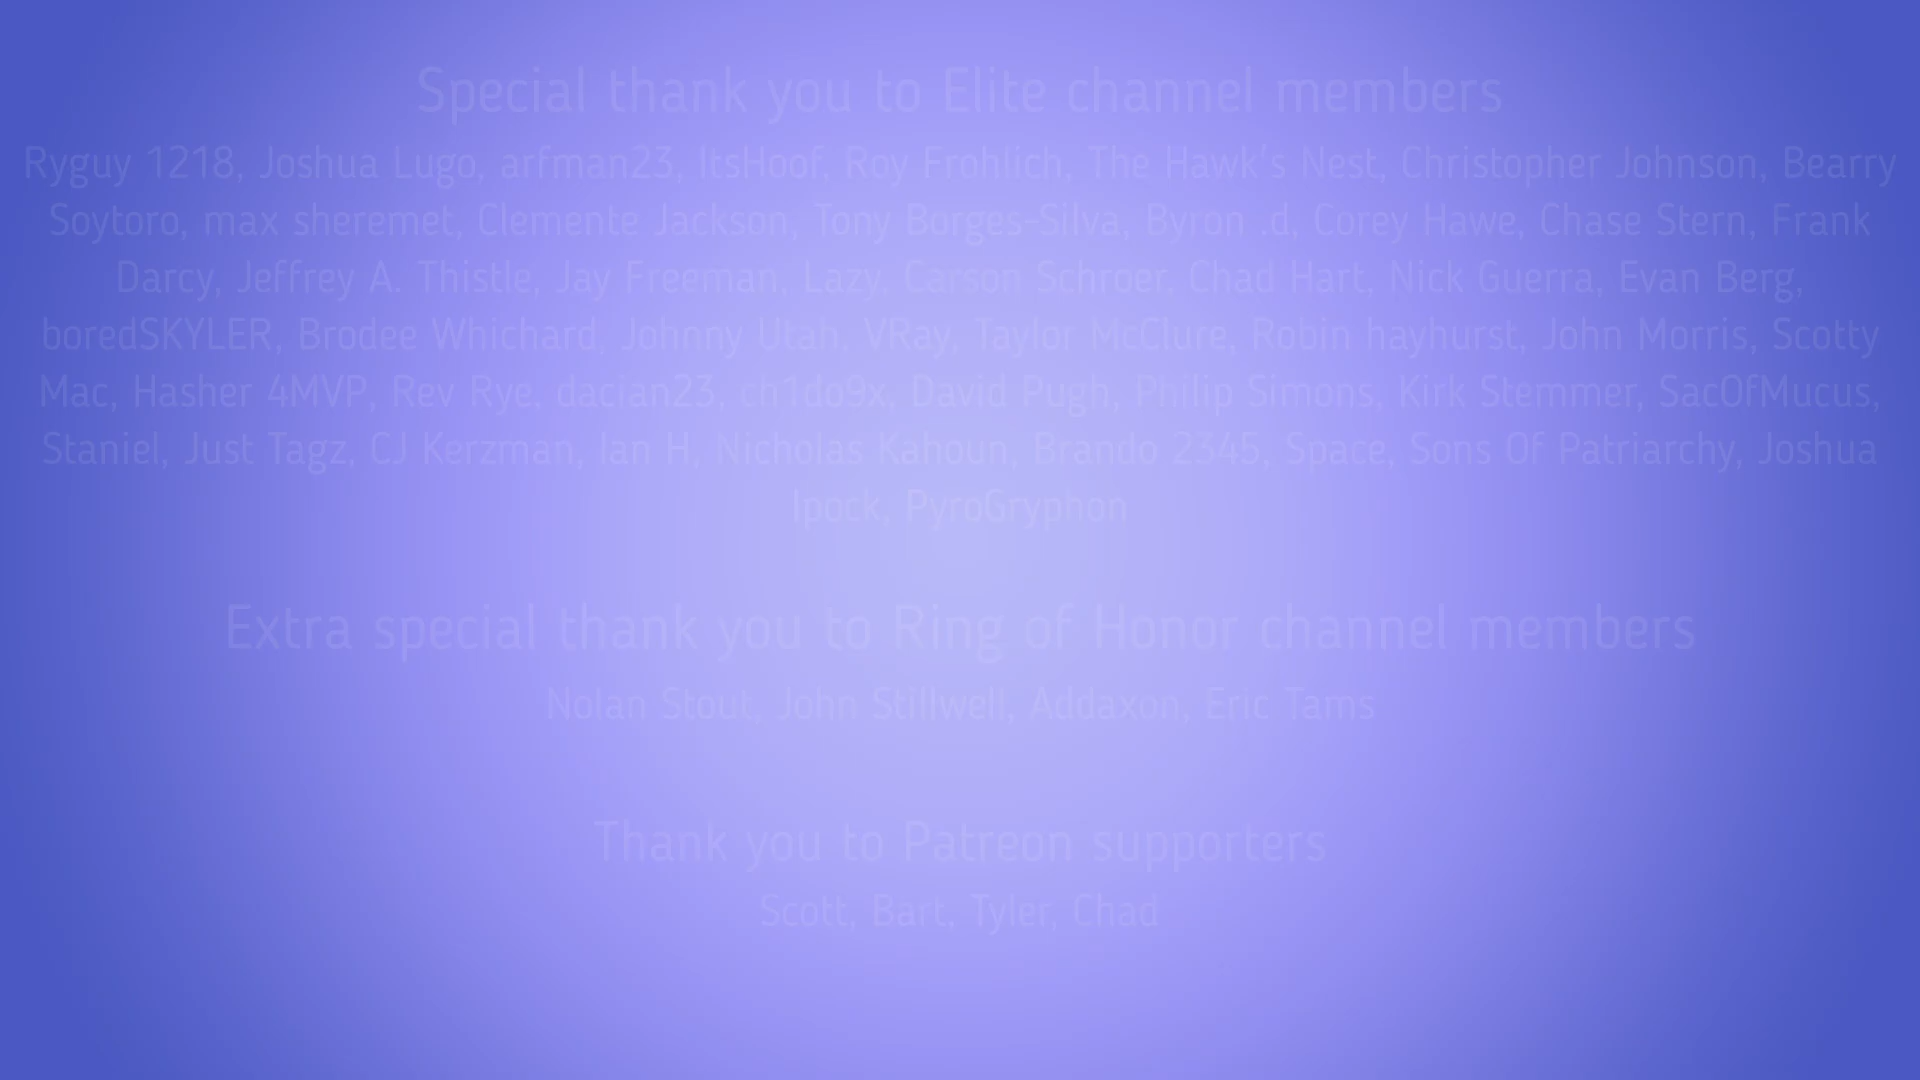 Special thank you to Elite channel members
Ryguy 1218, Joshua Lugo, arfman23, ItsHoof, Roy Frohlich, The Hawk's Nest, Christopher Johnson, Bearry
Soytoro, max sheremet, Clemente Jackson, Tony Borges-Silva, Byron .d, Corey Hawe, Chase Stern, Frank
Darcy, Jeffrey A. Thistle, Jay Freeman, Lazy, Carson Schroer, Chad Hart, Nick Guerra, Evan Berg,
boredSKYLER, Brodee Whichard, Johnny Utah, VRay, Taylor McClure, Robin hayhurst, John Morris, Scotty
Mac, Hasher 4MVP, Rev Rye, dacian23, ch1do9x, David Pugh, Philip Simons, Kirk Stemmer, SacOfMucus,
Staniel, Just Tagz, CJ Kerzman, Ian H, Nicholas Kahoun, Brando 2345, Space, Sons Of Patriarchy, Joshua
Ipock, PyroGryphon
Extra special thank you to Ring of Honor channel members
Nolan Stout, John Stillwell, Addaxon, Eric Tams
Thank you to Patreon supporters
Scott, Bart, Tyler, Chad